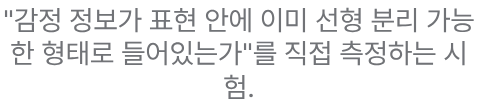 "감정 정보가 표현 안에 이미 선형 분리 가능
한 형태로 들어있는가"를 직접 측정하는 시
험.